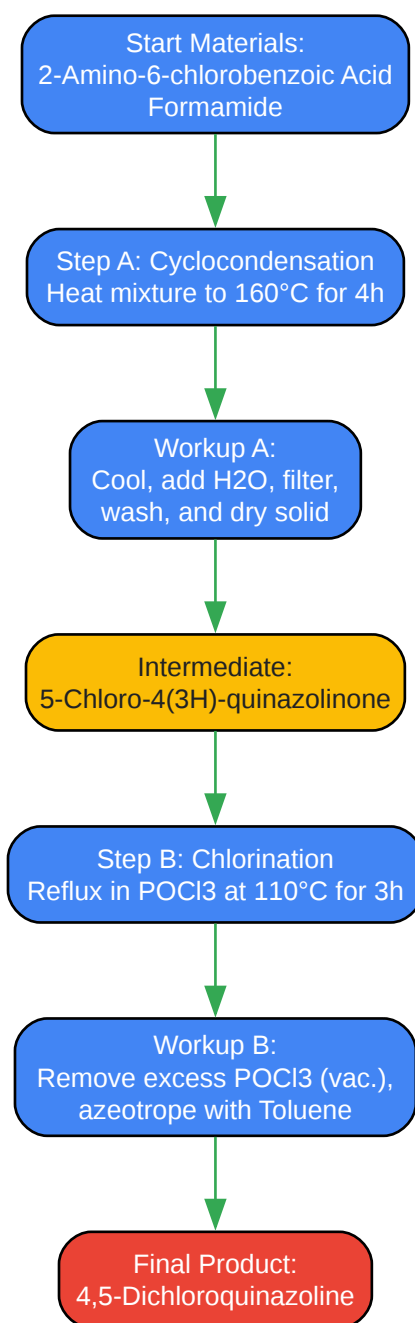 Start Materials:
2-Amino-6-chlorobenzoic Acid
Formamide
Step A: Cyclocondensation
Heat mixture to 160°C for 4h
Workup A:
Cool, add H2O, filter,
wash, and dry solid
Intermediate:
5-Chloro-4(3H)-quinazolinone
Step B: Chlorination
Reflux in POCl3 at 110°C for 3h
Workup B:
Remove excess POCl3 (vac.),
azeotrope with Toluene
Final Product:
4,5-Dichloroquinazoline